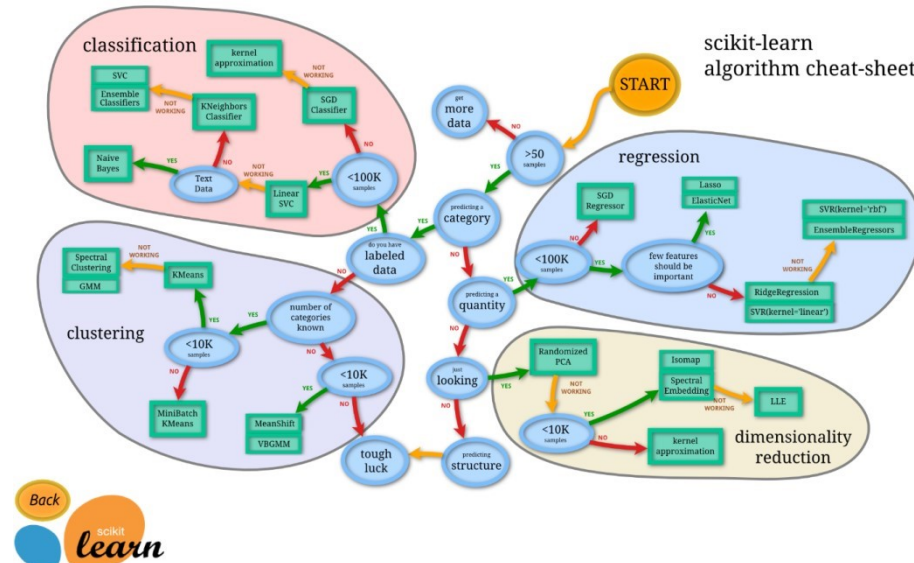 scikit-learn
algorithm cheat-sheet
START
classification
kernel
approximation
NOT
WORKING
SVC
Ensemble
Classifiers
NOT
WORKING
KNeighbors
Classifier
SGD
Classifier
NO
Naive
Bayes
YES
Text
Data
NO
NOT
WORKING
Linear
SVC
YES
<100K
samples
YES
get
more
data
NO
>50
samples
YES
predicting a
category
YES
NO
do you have
labeled
data
NO
predicting a
quantity
YES
NO
just
looking
YES
NO
predicting
structure
tough
luck
regression
SGD
Regressor
NO
<100K
samples
YES
Lasso
ElasticNet
YES
few features
should be
important
NO
RidgeRegression
SVR(kernel='linear')
NOT
WORKING
SVR(kernel='rbf')
EnsembleRegressors
clustering
Spectral
Clustering
GMM
NOT
WORKING
KMeans
YES
<10K
samples
YES
NO
number of
categories
known
NO
MiniBatch
KMeans
<10K
samples
YES
NO
MeanShift
VBGMM
dimensionality
reduction
Randomized
PCA
NOT
WORKING
<10K
samples
YES
NO
Isomap
Spectral
Embedding
NOT
WORKING
LLE
kernel
approximation
Back
scikit
learn